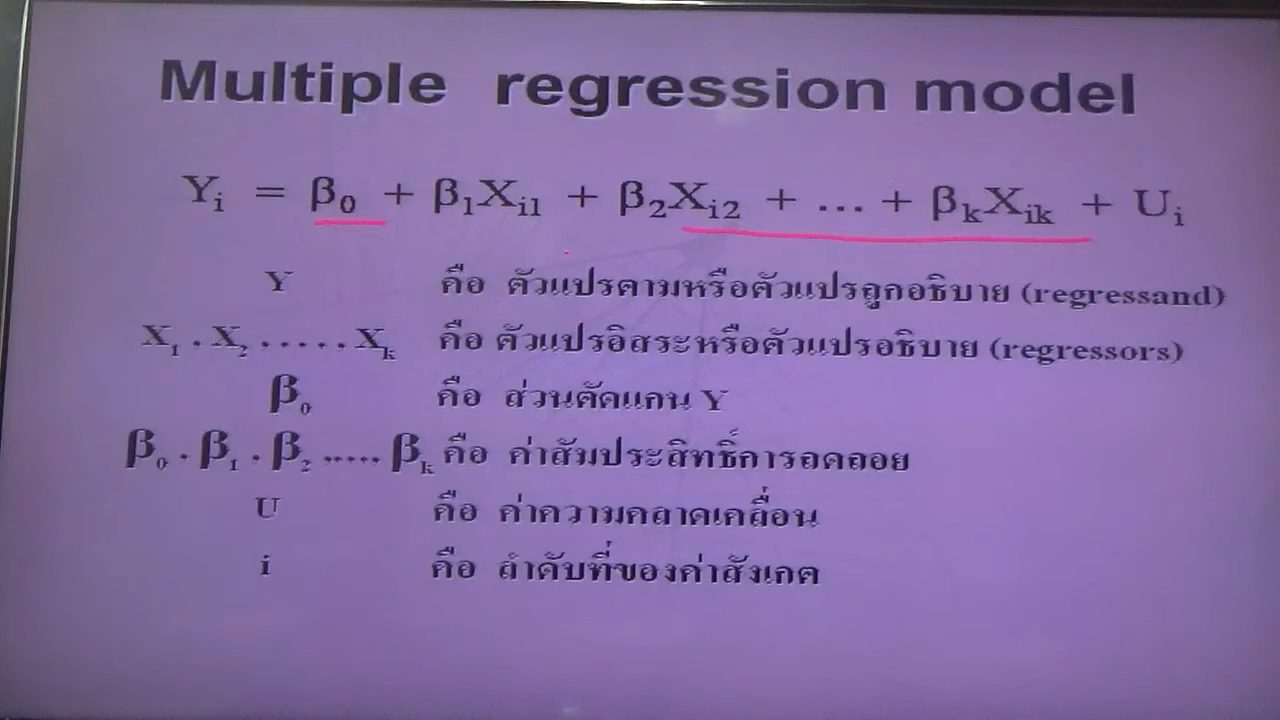 Multiple regression model
Yi = β0 + β1Xi1 + β2Xi2 + ... + βkXik + Ui
Y คือ ตัวแปรตามหรือตัวแปรถูกอธิบาย (regressand)
X1 . X2 ..... Xk คือ ตัวแปรอิสระหรือตัวแปรอธิบาย (regressors)
β0 คือ ส่วนตัดแกน Y
β0 . β1 . β2 ..... βk คือ ค่าสัมประสิทธิ์การถดถอย
U คือ ค่าความคลาดเคลื่อน
i คือ ลำดับที่ของค่าสังเกต